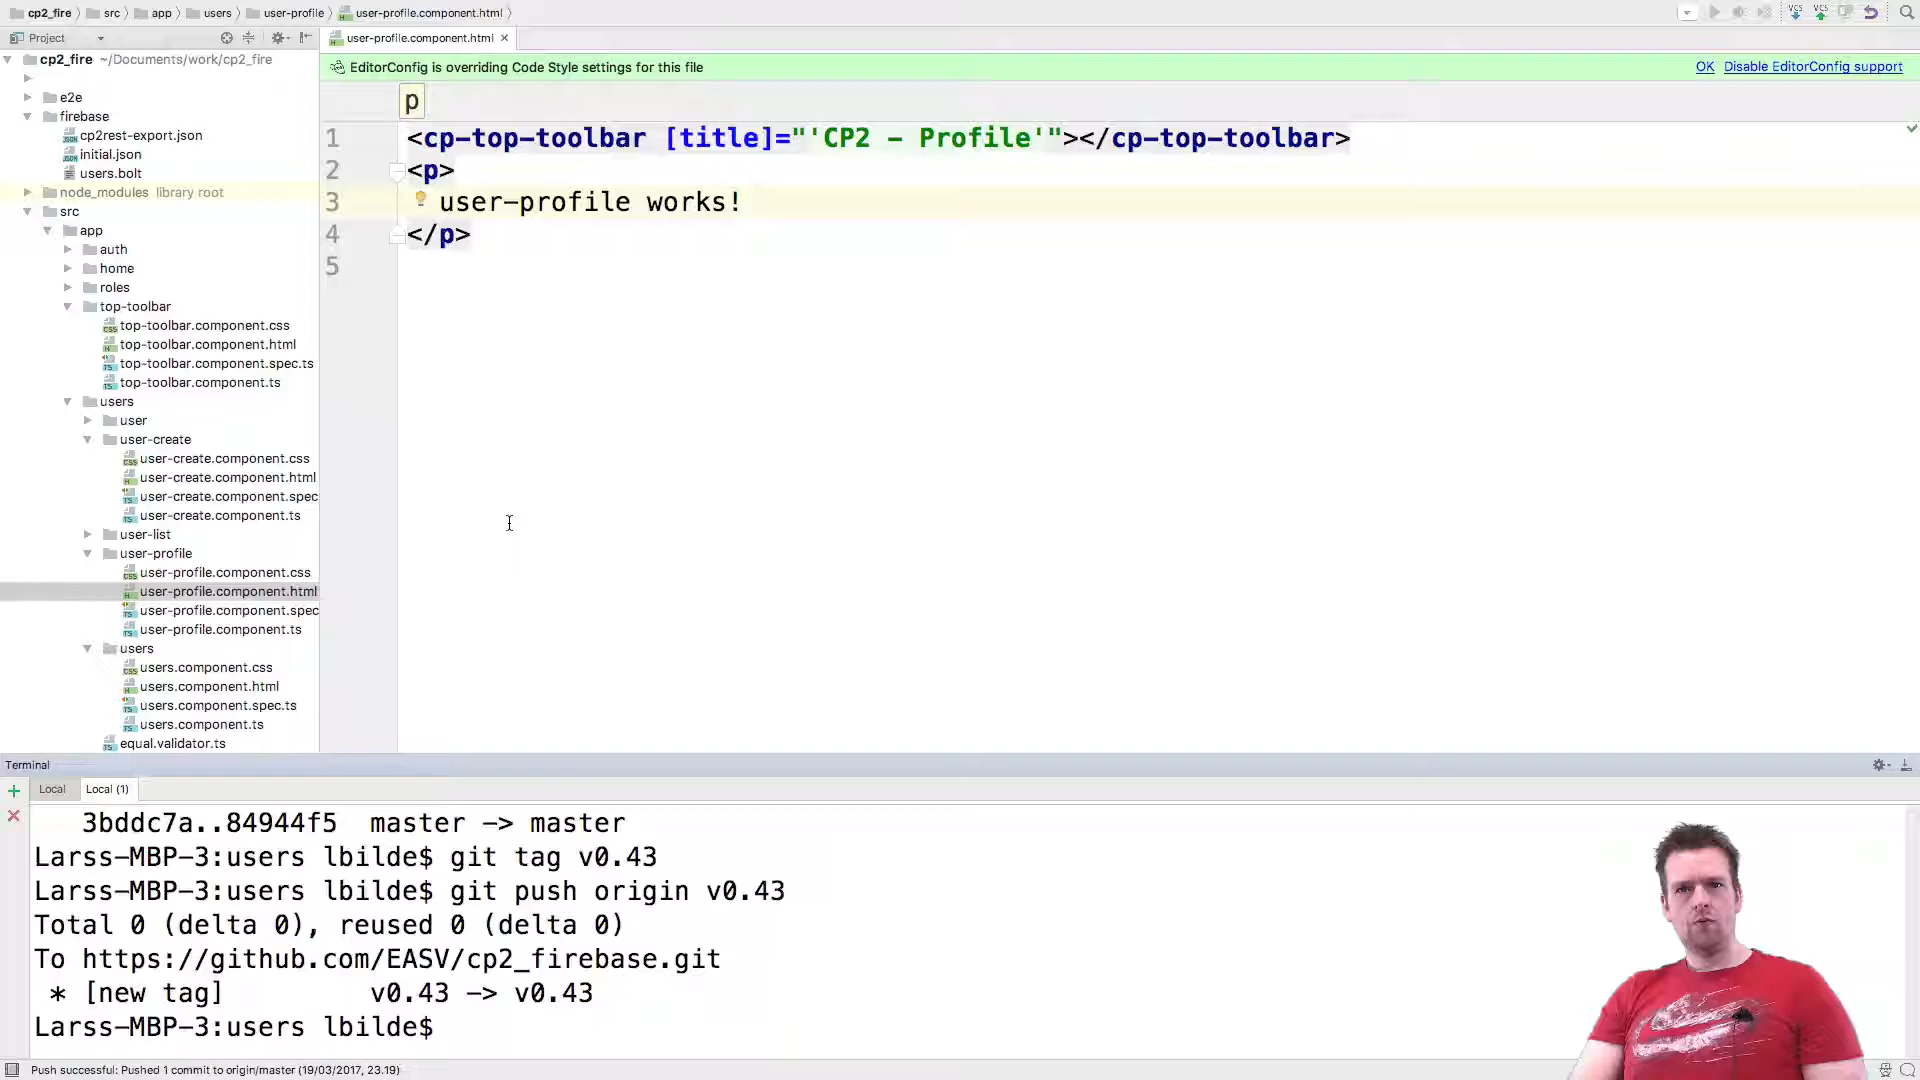 cp2_fire src app users user-profile user-profile.component.html
Project
user-profile.component.html
cp2_fire ~/Documents/work/cp2_fire
EditorConfig is overriding Code Style settings for this file
OK Disable EditorConfig support
e2e
firebase
cp2rest-export.json
initial.json
users.bolt
node_modules library root
src
app
auth
home
roles
top-toolbar
top-toolbar.component.css
top-toolbar.component.html
top-toolbar.component.spec.ts
top-toolbar.component.ts
users
user
user-create
user-create.component.css
user-create.component.html
user-create.component.spec
user-create.component.ts
user-list
user-profile
user-profile.component.css
user-profile.component.html
user-profile.component.spec
user-profile.component.ts
users
users.component.css
users.component.html
users.component.spec.ts
users.component.ts
equal.validator.ts
p
1 <cp-top-toolbar [title]="'CP2 - Profile'"></cp-top-toolbar>
2 <p>
3 user-profile works!
4 </p>
5
Terminal
Local Local (1)
3bddc7a..84944f5 master -> master
Larss-MBP-3:users lbilde$ git tag v0.43
Larss-MBP-3:users lbilde$ git push origin v0.43
Total 0 (delta 0), reused 0 (delta 0)
To https://github.com/EASV/cp2_firebase.git
* [new tag] v0.43 -> v0.43
Larss-MBP-3:users lbilde$
Push successful: Pushed 1 commit to origin/master (19/03/2017, 23.19)